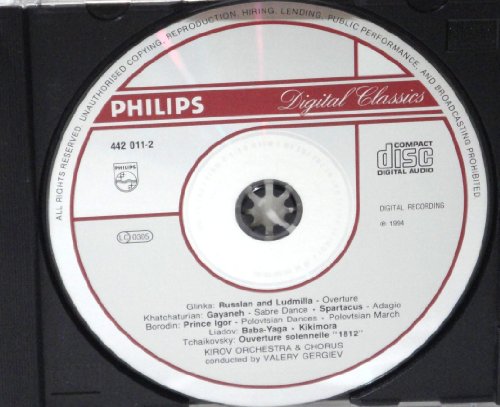 ALL RIGHTS RESERVED. UNAUTHORISED COPYING, REPRODUCTION, HIRING, LENDING, PUBLIC PERFORMANCE, AND BROADCASTING PROHIBITED
PHILIPS
Digital Classics
442 011-2
PHILIPS
COMPACT
disc
DIGITAL AUDIO
DIGITAL RECORDING
℗ 1994
LC 0305
Glinka: Russlan and Ludmilla - Overture
Khatchaturian: Gayaneh - Sabre Dance - Spartacus - Adagio
Borodin: Prince Igor - Polovtsian Dances - Polovtsian March
Liadov: Baba-Yaga - Kikimora
Tchaikovsky: Ouverture solennelle "1812"
KIROV ORCHESTRA & CHORUS
conducted by VALERY GERGIEV